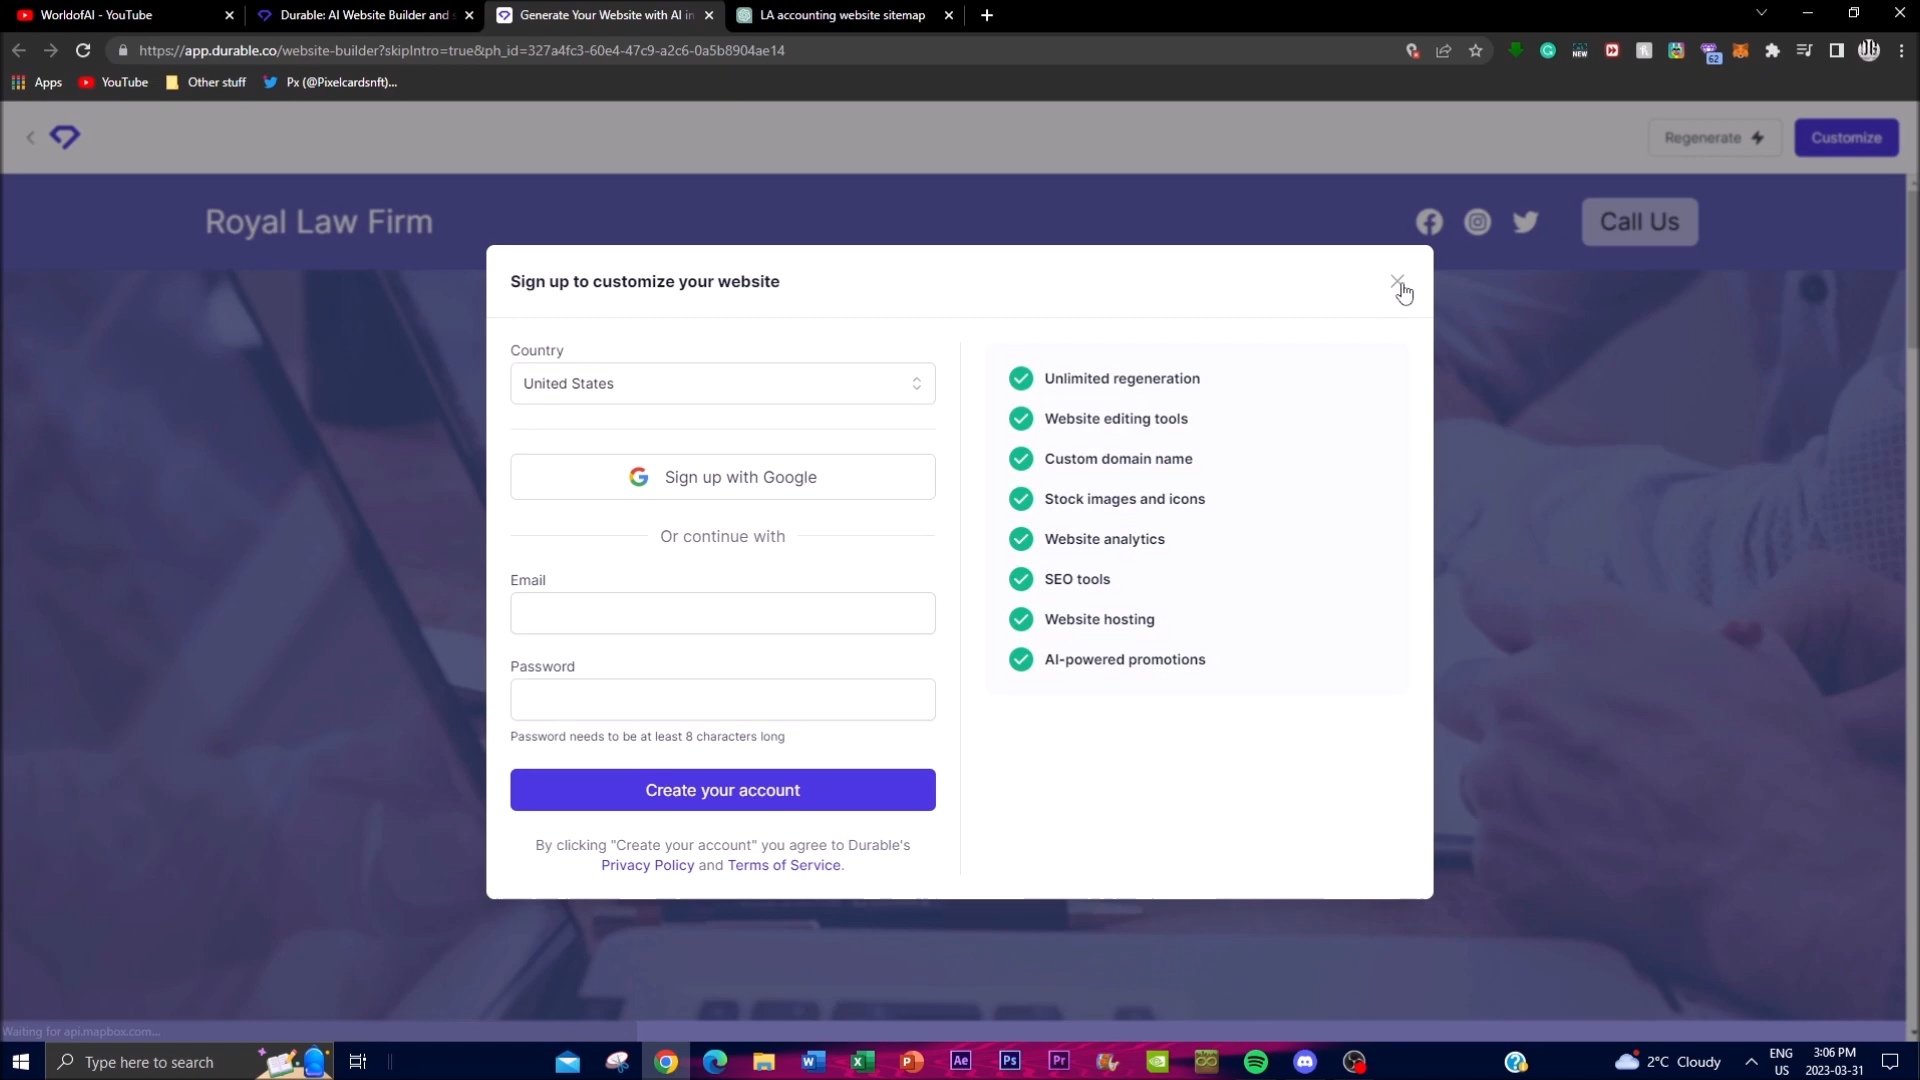 WorldofAI - YouTube
Durable: AI Website Builder and s
Generate Your Website with AI in
LA accounting website sitemap
https://app.durable.co/website-builder?skipIntro=true&ph_id=327a4fc3-60e4-47c9-a2c6-0a5b8904ae14
NEW
62
Apps
YouTube
Other stuff
Px (@Pixelcardsnft)...
Regenerate
Customize
Royal Law Firm
Call Us
Sign up to customize your website
Country
United States
Sign up with Google
Or continue with
Email
Password
Password needs to be at least 8 characters long
Create your account
By clicking "Create your account" you agree to Durable's
Privacy Policy and Terms of Service.
Unlimited regeneration
Website editing tools
Custom domain name
Stock images and icons
Website analytics
SEO tools
Website hosting
AI-powered promotions
Waiting for api.mapbox.com...
Type here to search
Ae
Ps
Pr
2°C Cloudy
ENG
US
3:06 PM
2023-03-31